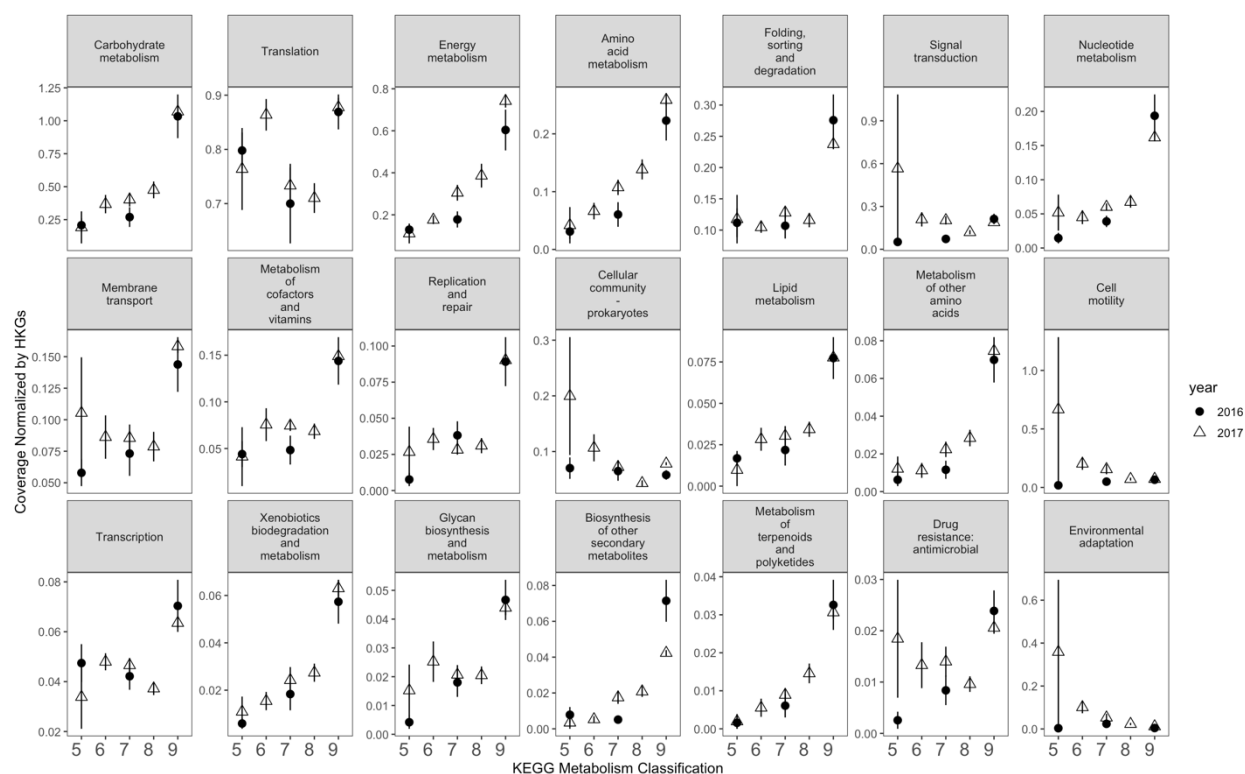 Carbohydrate
metabolism
Translation
Energy
metabolism
Amino
acid
metabolism
Folding,
sorting
and
degradation
Signal
transduction
Nucleotide
metabolism
1.25
1.00
0.75
0.50
0.25
0.9
0.8
0.7
0.8
0.6
0.4
0.2
0.2
0.1
0.0
0.30
0.25
0.20
0.15
0.10
0.9
0.6
0.3
0.0
0.20
0.15
0.10
0.05
0.00
Membrane
transport
Metabolism
of
cofactors
and
vitamins
Replication
and
repair
Cellular
community
-
prokaryotes
Lipid
metabolism
Metabolism
of other
amino
acids
Cell
motility
0.150
0.125
0.100
0.075
0.050
0.15
0.10
0.05
0.100
0.075
0.050
0.025
0.000
0.3
0.2
0.1
0.075
0.050
0.025
0.000
0.08
0.06
0.04
0.02
0.00
1.0
0.5
0.0
Transcription
Xenobiotics
biodegradation
and
metabolism
Glycan
biosynthesis
and
metabolism
Biosynthesis
of other
secondary
metabolites
Metabolism
of
terpenoids
and
polyketides
Drug
resistance:
antimicrobial
Environmental
adaptation
0.08
0.06
0.04
0.02
0.06
0.04
0.02
0.05
0.04
0.03
0.02
0.01
0.00
0.08
0.06
0.04
0.02
0.00
0.04
0.03
0.02
0.01
0.00
0.03
0.02
0.01
0.00
0.6
0.4
0.2
0.0
5 6 7 8 9
5 6 7 8 9
5 6 7 8 9
5 6 7 8 9
5 6 7 8 9
5 6 7 8 9
5 6 7 8 9
KEGG Metabolism Classification
Coverage Normalized by HKGs
year
2016
2017